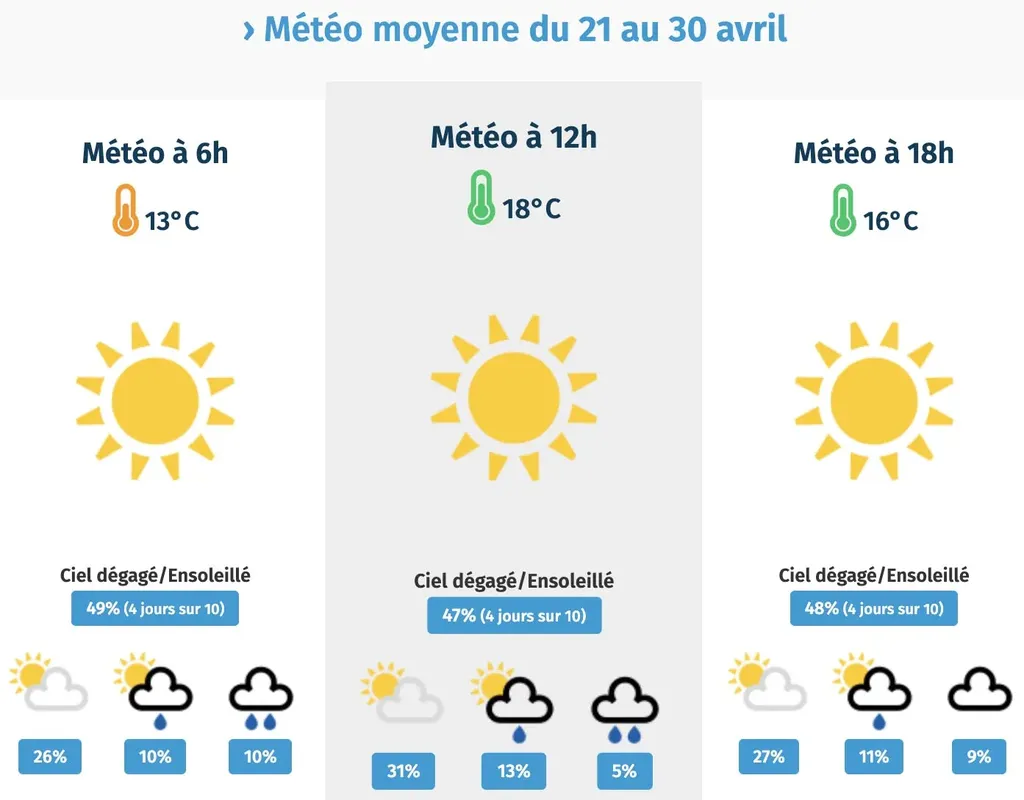 › Météo moyenne du 21 au 30 avril
Météo à 6h
13°C
Ciel dégagé/Ensoleillé
49% (4 jours sur 10)
26%
10%
10%
Météo à 12h
18°C
Ciel dégagé/Ensoleillé
47% (4 jours sur 10)
31%
13%
5%
Météo à 18h
16°C
Ciel dégagé/Ensoleillé
48% (4 jours sur 10)
27%
11%
9%